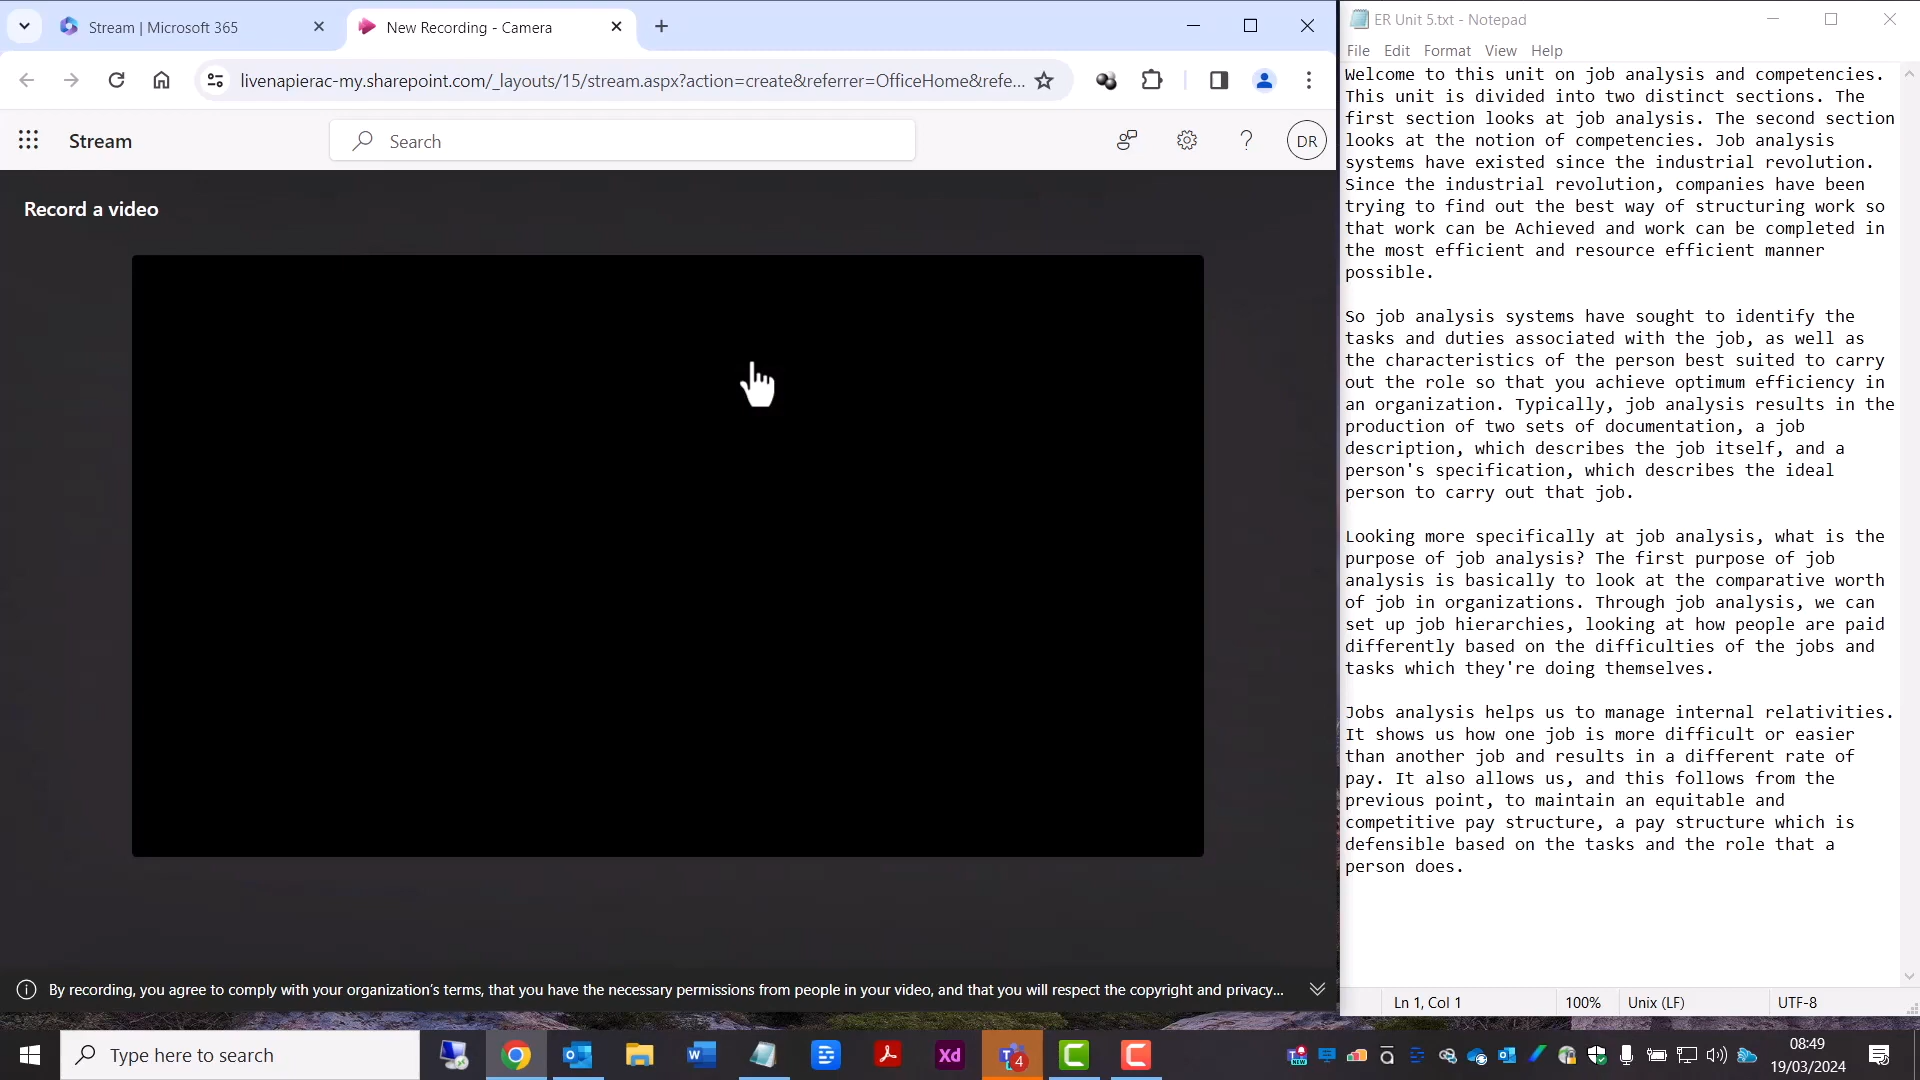 Stream | Microsoft 365
New Recording - Camera
livenapierac-my.sharepoint.com/_layouts/15/stream.aspx?action=create&referrer=OfficeHome&refe...
Stream
Search
DR
Record a video
By recording, you agree to comply with your organization's terms, that you have the necessary permissions from people in your video, and that you will respect the copyright and privacy...
ER Unit 5.txt - Notepad
File Edit Format View Help
Welcome to this unit on job analysis and competencies.
This unit is divided into two distinct sections. The
first section looks at job analysis. The second section
looks at the notion of competencies. Job analysis
systems have existed since the industrial revolution.
Since the industrial revolution, companies have been
trying to find out the best way of structuring work so
that work can be Achieved and work can be completed in
the most efficient and resource efficient manner
possible.
So job analysis systems have sought to identify the
tasks and duties associated with the job, as well as
the characteristics of the person best suited to carry
out the role so that you achieve optimum efficiency in
an organization. Typically, job analysis results in the
production of two sets of documentation, a job
description, which describes the job itself, and a
person's specification, which describes the ideal
person to carry out that job.
Looking more specifically at job analysis, what is the
purpose of job analysis? The first purpose of job
analysis is basically to look at the comparative worth
of job in organizations. Through job analysis, we can
set up job hierarchies, looking at how people are paid
differently based on the difficulties of the jobs and
tasks which they're doing themselves.
Jobs analysis helps us to manage internal relativities.
It shows us how one job is more difficult or easier
than another job and results in a different rate of
pay. It also allows us, and this follows from the
previous point, to maintain an equitable and
competitive pay structure, a pay structure which is
defensible based on the tasks and the role that a
person does.
Ln 1, Col 1
100%
Unix (LF)
UTF-8
Type here to search
Xd
4
08:49
19/03/2024